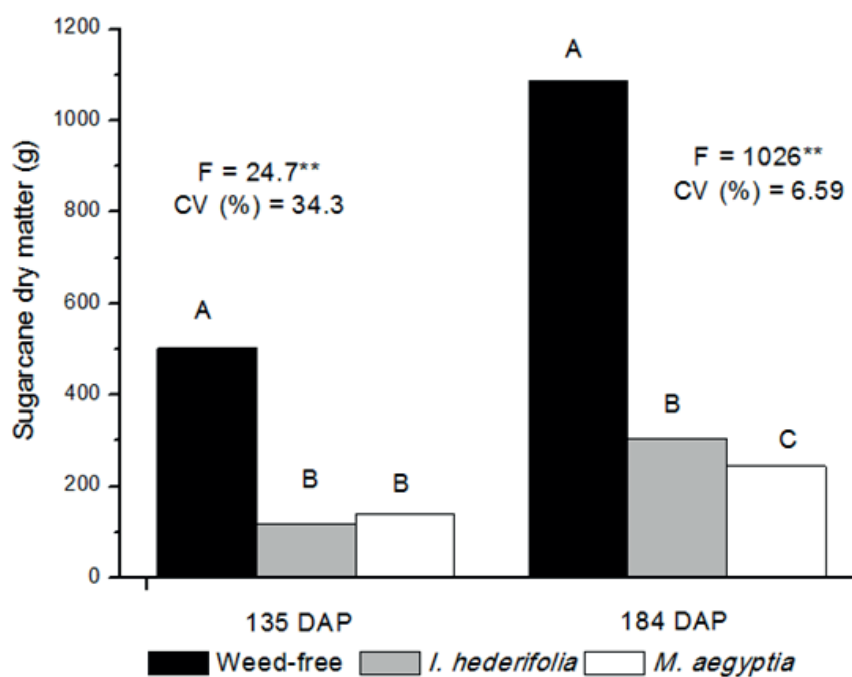 Sugarcane dry matter (g)
1200
1000
800
600
400
200
0
A
F = 24.7**
CV (%) = 34.3
A
B
B
F = 1026**
CV (%) = 6.59
B
C
135 DAP
184 DAP
Weed-free
I. hederifolia
M. aegyptia